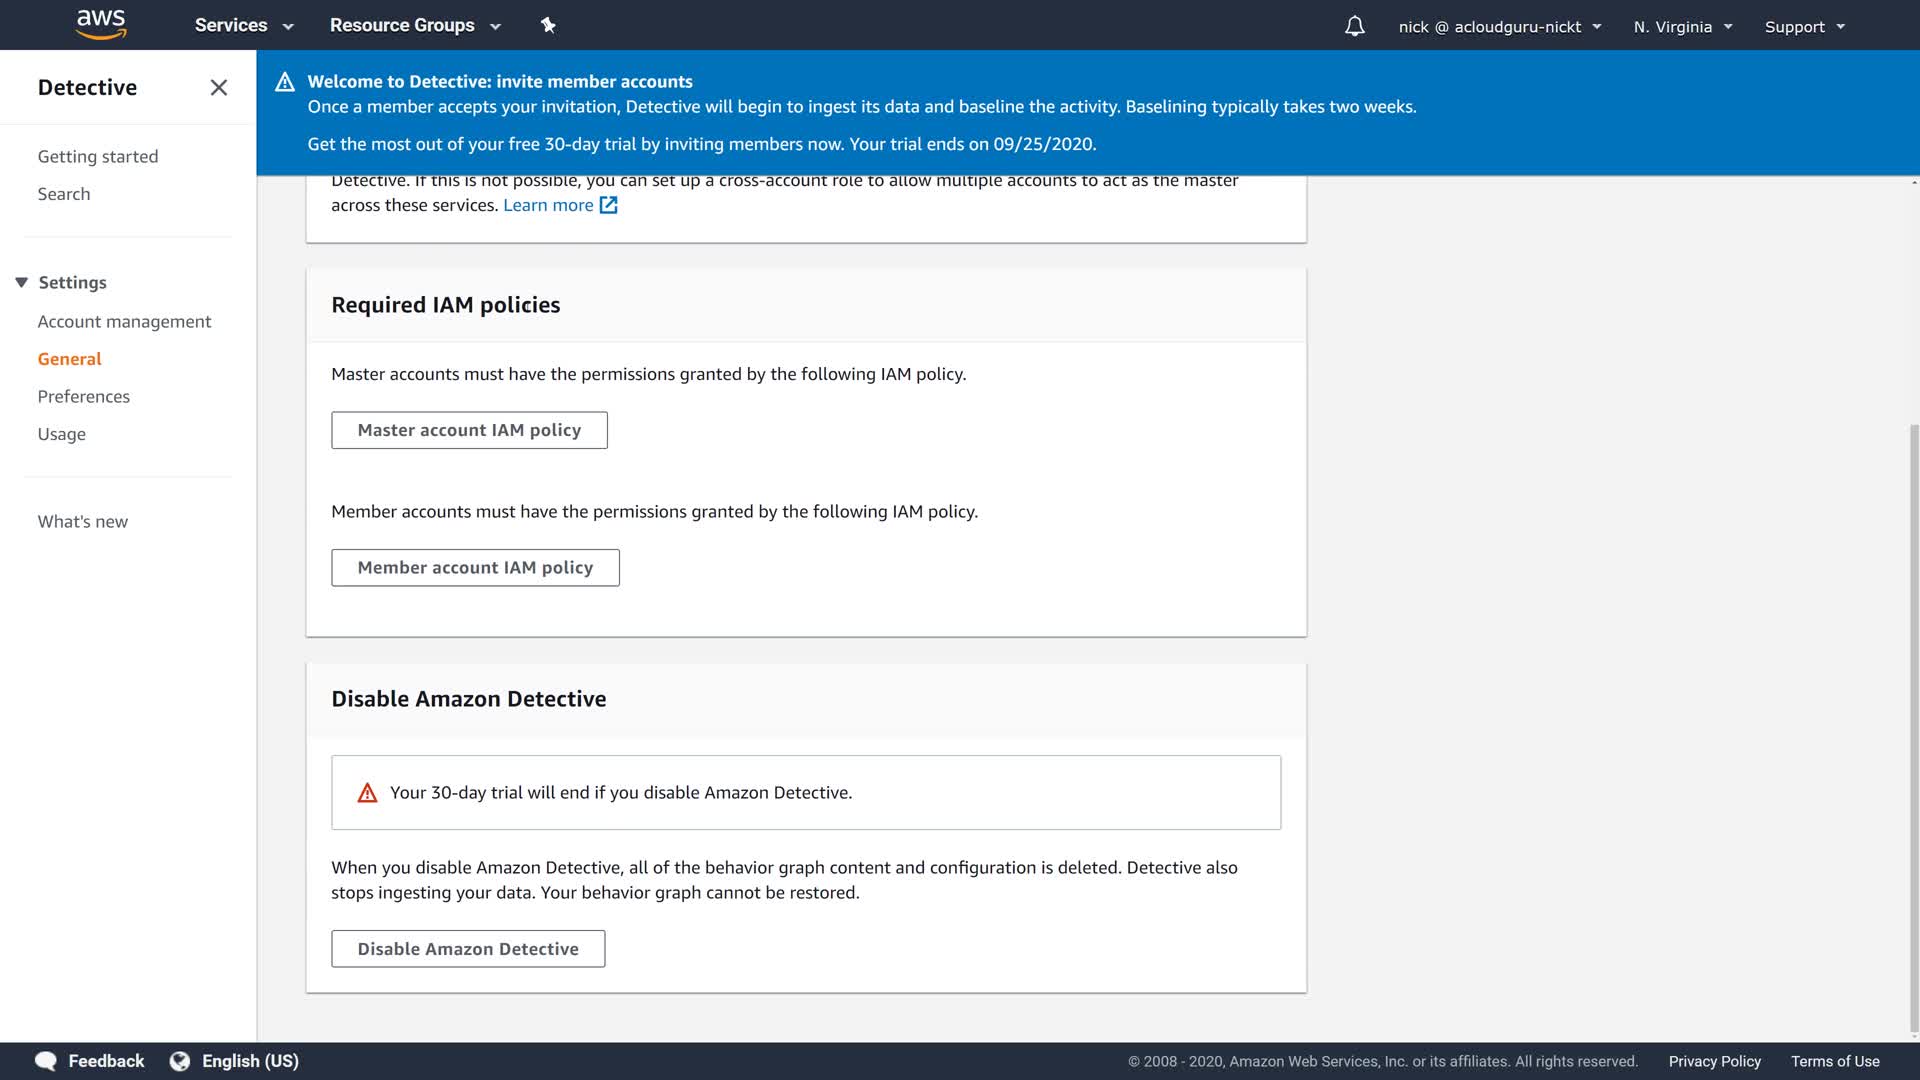 aws
Services
Resource Groups
nick @ acloudguru-nickt
N. Virginia
Support
Detective
Getting started
Search
Settings
Account management
General
Preferences
Usage
What's new
Welcome to Detective: invite member accounts
Once a member accepts your invitation, Detective will begin to ingest its data and baseline the activity. Baselining typically takes two weeks.
Get the most out of your free 30-day trial by inviting members now. Your trial ends on 09/25/2020.
Detective. If this is not possible, you can set up a cross-account role to allow multiple accounts to act as the master
across these services. Learn more
Required IAM policies
Master accounts must have the permissions granted by the following IAM policy.
Master account IAM policy
Member accounts must have the permissions granted by the following IAM policy.
Member account IAM policy
Disable Amazon Detective
Your 30-day trial will end if you disable Amazon Detective.
When you disable Amazon Detective, all of the behavior graph content and configuration is deleted. Detective also
stops ingesting your data. Your behavior graph cannot be restored.
Disable Amazon Detective
Feedback
English (US)
© 2008 - 2020, Amazon Web Services, Inc. or its affiliates. All rights reserved.
Privacy Policy
Terms of Use